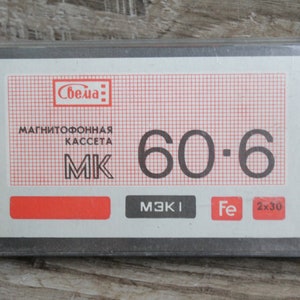 Свема
МАГНИТОФОННАЯ
КАССЕТА
МК 60·6
МЭК I Fe 2x30